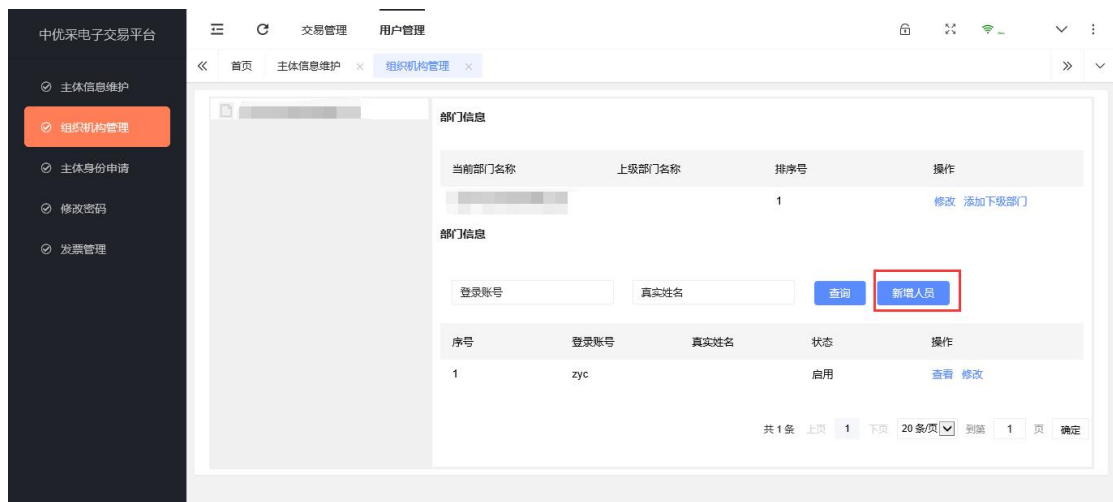 中优采电子交易平台
交易管理 用户管理
首页 主体信息维护 × 组织机构管理 ×
主体信息维护
组织机构管理
主体身份申请
修改密码
发票管理
部门信息
当前部门名称 上级部门名称 排序号 操作
1 修改 添加下级部门
部门信息
登录账号 真实姓名 查询 新增人员
序号 登录账号 真实姓名 状态 操作
1 zyc 启用 查看 修改
共 1 条 上页 1 下页 20 条/页 到第 1 页 确定